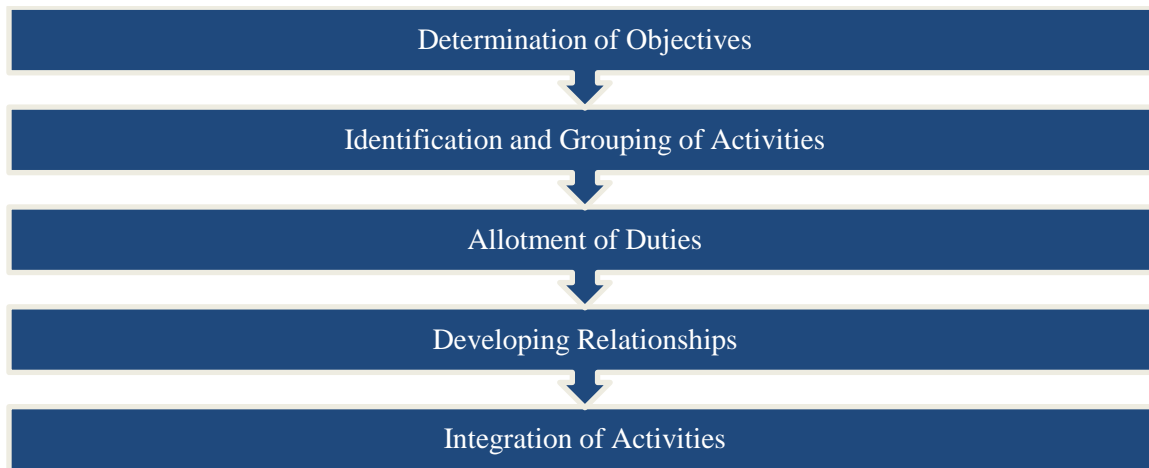 Determination of Objectives
Identification and Grouping of Activities
Allotment of Duties
Developing Relationships
Integration of Activities